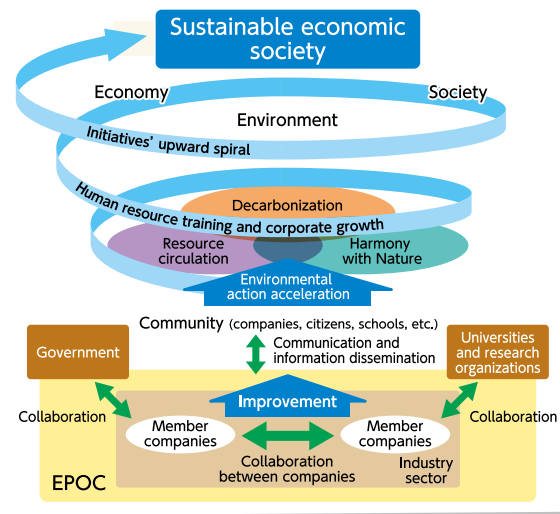 Sustainable economic
society
Economy
Society
Environment
Initiatives' upward spiral
Decarbonization
Human resource training and corporate growth
Resource
circulation
Harmony
with Nature
Environmental
action acceleration
Community (companies, citizens, schools, etc.)
Government
Communication and
information dissemination
Universities
and research
organizations
Improvement
Collaboration
Member
companies
Member
companies
Collaboration
Collaboration
between companies
Industry
sector
EPOC